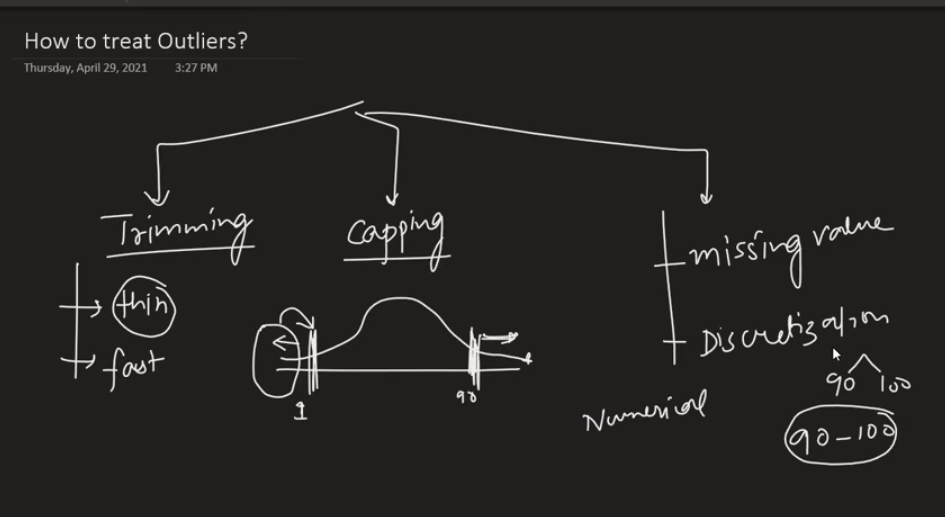 How to treat Outliers?
Thursday, April 29, 2021 3:27 PM
Trimming
thin
fast
Capping
1
90
missing value
Discretization
90 100
Numerical
90-100